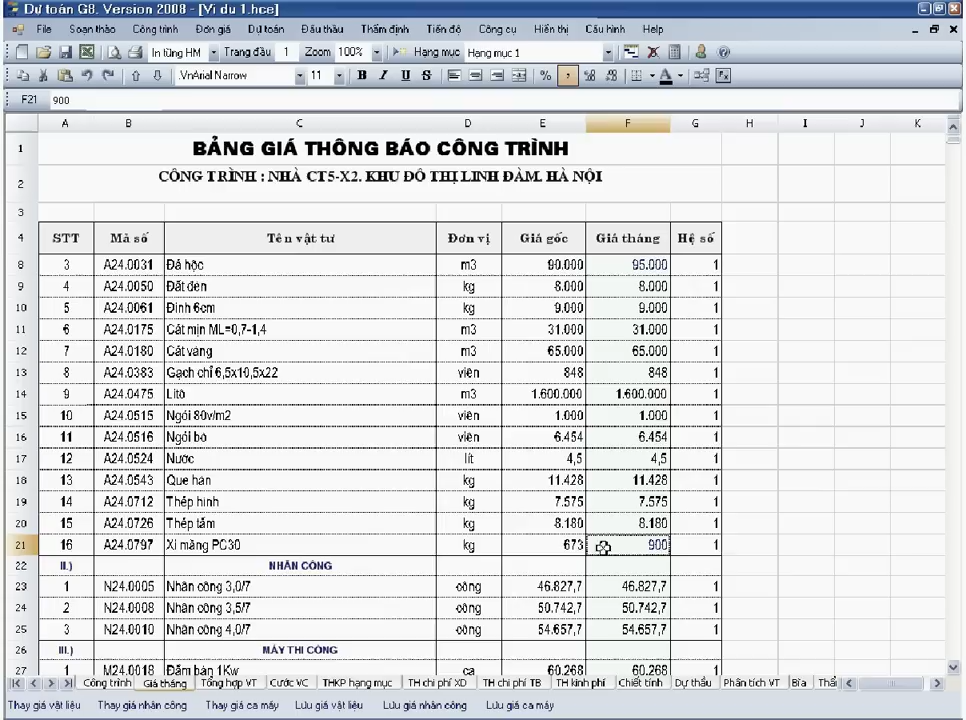 Dự toán G8. Version 2008 - [Vi du 1.hce]
File Soạn thảo Công trình Đơn giá Dự toán Đấu thầu Thẩm định Tiến độ Công cụ Hiển thị Cấu hình Help
In từng HM Trang đầu 1 Zoom 100% Hạng mục Hạng mục 1
.VnArial Narrow 11 B I U S %
F21 900
A B C D E F G H I J K
1 BẢNG GIÁ THÔNG BÁO CÔNG TRÌNH
2 CÔNG TRÌNH : NHÀ CT5-X2. KHU ĐÔ THỊ LINH ĐÀM. HÀ NỘI
3
4 STT Mã số Tên vật tư Đơn vị Giá gốc Giá tháng Hệ số
8 3 A24.0031 Đá hộc m3 90.000 95.000 1
9 4 A24.0050 Đất đèn kg 8.000 8.000 1
10 5 A24.0061 Đinh 6cm kg 9.000 9.000 1
11 6 A24.0175 Cát mịn ML=0,7-1,4 m3 31.000 31.000 1
12 7 A24.0180 Cát vàng m3 65.000 65.000 1
13 8 A24.0383 Gạch chỉ 6,5x10,5x22 viên 848 848 1
14 9 A24.0475 Litô m3 1.600.000 1.600.000 1
15 10 A24.0515 Ngói 80v/m2 viên 1.000 1.000 1
16 11 A24.0516 Ngói bò viên 6.454 6.454 1
17 12 A24.0524 Nước lít 4,5 4,5 1
18 13 A24.0543 Que hàn kg 11.428 11.428 1
19 14 A24.0712 Thép hình kg 7.575 7.575 1
20 15 A24.0726 Thép tấm kg 8.180 8.180 1
21 16 A24.0797 Xi măng PC30 kg 673 900 1
22 II.) NHÂN CÔNG
23 1 N24.0005 Nhân công 3,0/7 công 46.827,7 46.827,7 1
24 2 N24.0008 Nhân công 3,5/7 công 50.742,7 50.742,7 1
25 3 N24.0010 Nhân công 4,0/7 công 54.657,7 54.657,7 1
26 III.) MÁY THI CÔNG
27 1 M24.0018 Đầm bàn 1Kw ca 60.268 60.268 1
Công trình Giá tháng Tổng hợp VT Cước VC THKP hạng mục TH chi phí XD TH chi phí TB TH kinh phí Chiết tính Dự thầu Phân tích VT Bìa Thẩ
Thay giá vật liệu Thay giá nhân công Thay giá ca máy Lưu giá vật liệu Lưu giá nhân công Lưu giá ca máy